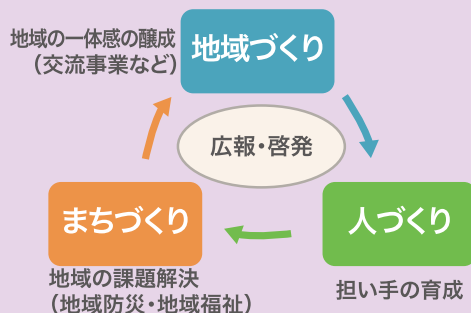 地域の一体感の醸成
（交流事業など）
地域づくり
広報・啓発
まちづくり
人づくり
地域の課題解決
（地域防災・地域福祉）
担い手の育成